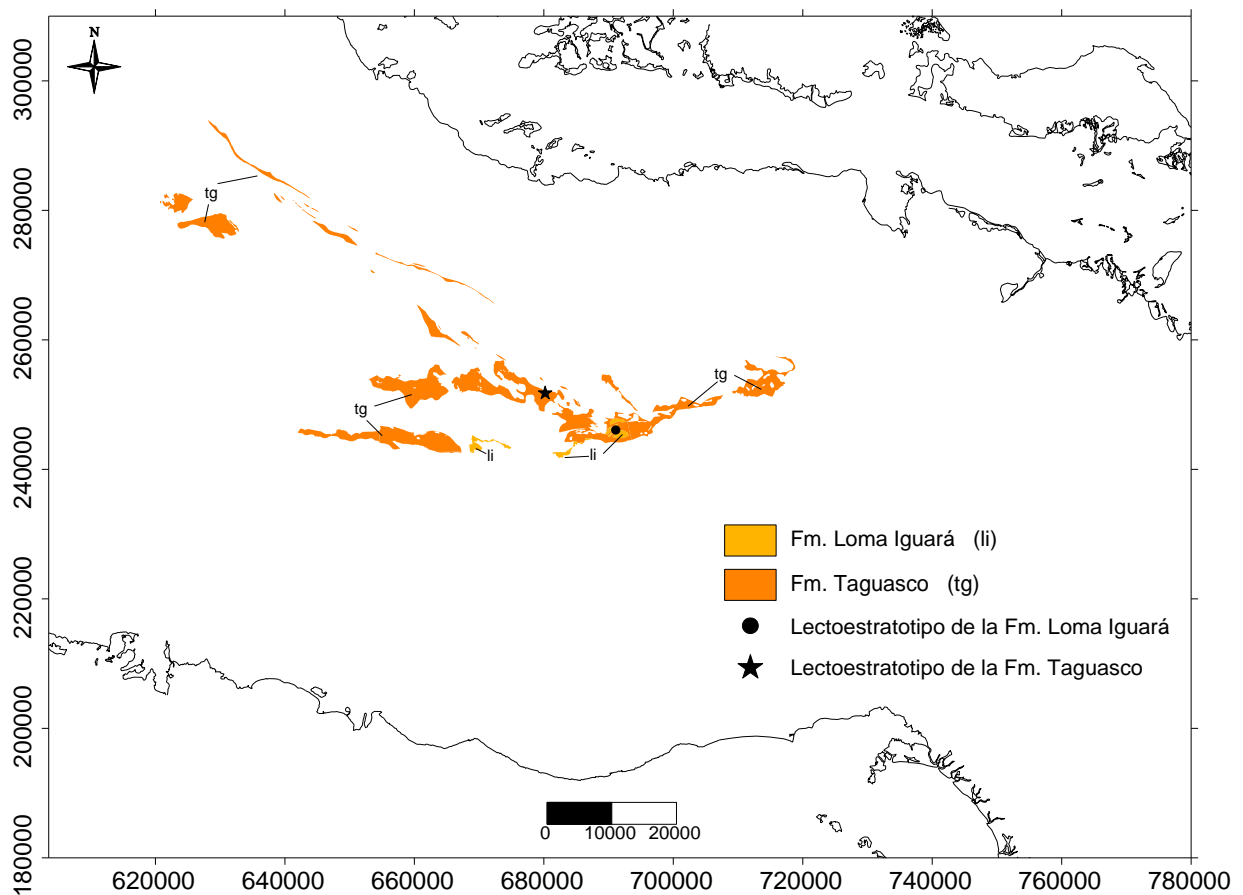 N
300000
280000
260000
240000
220000
200000
180000
tg
tg
tg
tg
tg
li
li
Fm. Loma Iguará (li)
Fm. Taguasco (tg)
Lectoestratotipo de la Fm. Loma Iguará
Lectoestratotipo de la Fm. Taguasco
0 10000 20000
620000 640000 660000 680000 700000 720000 740000 760000 780000